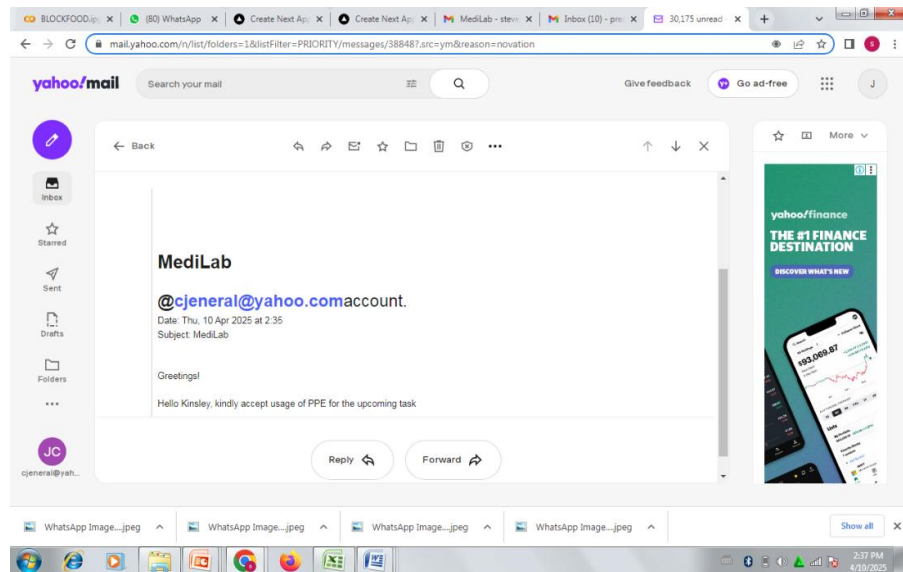 BLOCKFOOD.ip
(80) WhatsApp
Create Next Ap
Create Next Ap
MediLab - stev
Inbox (10) - pre
30,175 unread -
mail.yahoo.com/n/list/folders=1&listFilter=PRIORITY/messages/38848?.src=ym&reason=novation
S
yahoo!mail
Search your mail
Give feedback
Go ad-free
J
Back
More
Inbox
Starred
Sent
Drafts
Folders
JC
cjeneral@yah...
MediLab
@cjeneral@yahoo.comaccount.
Date: Thu, 10 Apr 2025 at 2:35
Subject: MediLab
Greetings!
Hello Kinsley, kindly accept usage of PPE for the upcoming task
Reply
Forward
yahoo!finance
THE #1 FINANCE
DESTINATION
DISCOVER WHAT'S NEW
$93,069.87
Lists
WhatsApp Image....jpeg
WhatsApp Image....jpeg
WhatsApp Image....jpeg
WhatsApp Image....jpeg
Show all
2:37 PM
4/10/2025